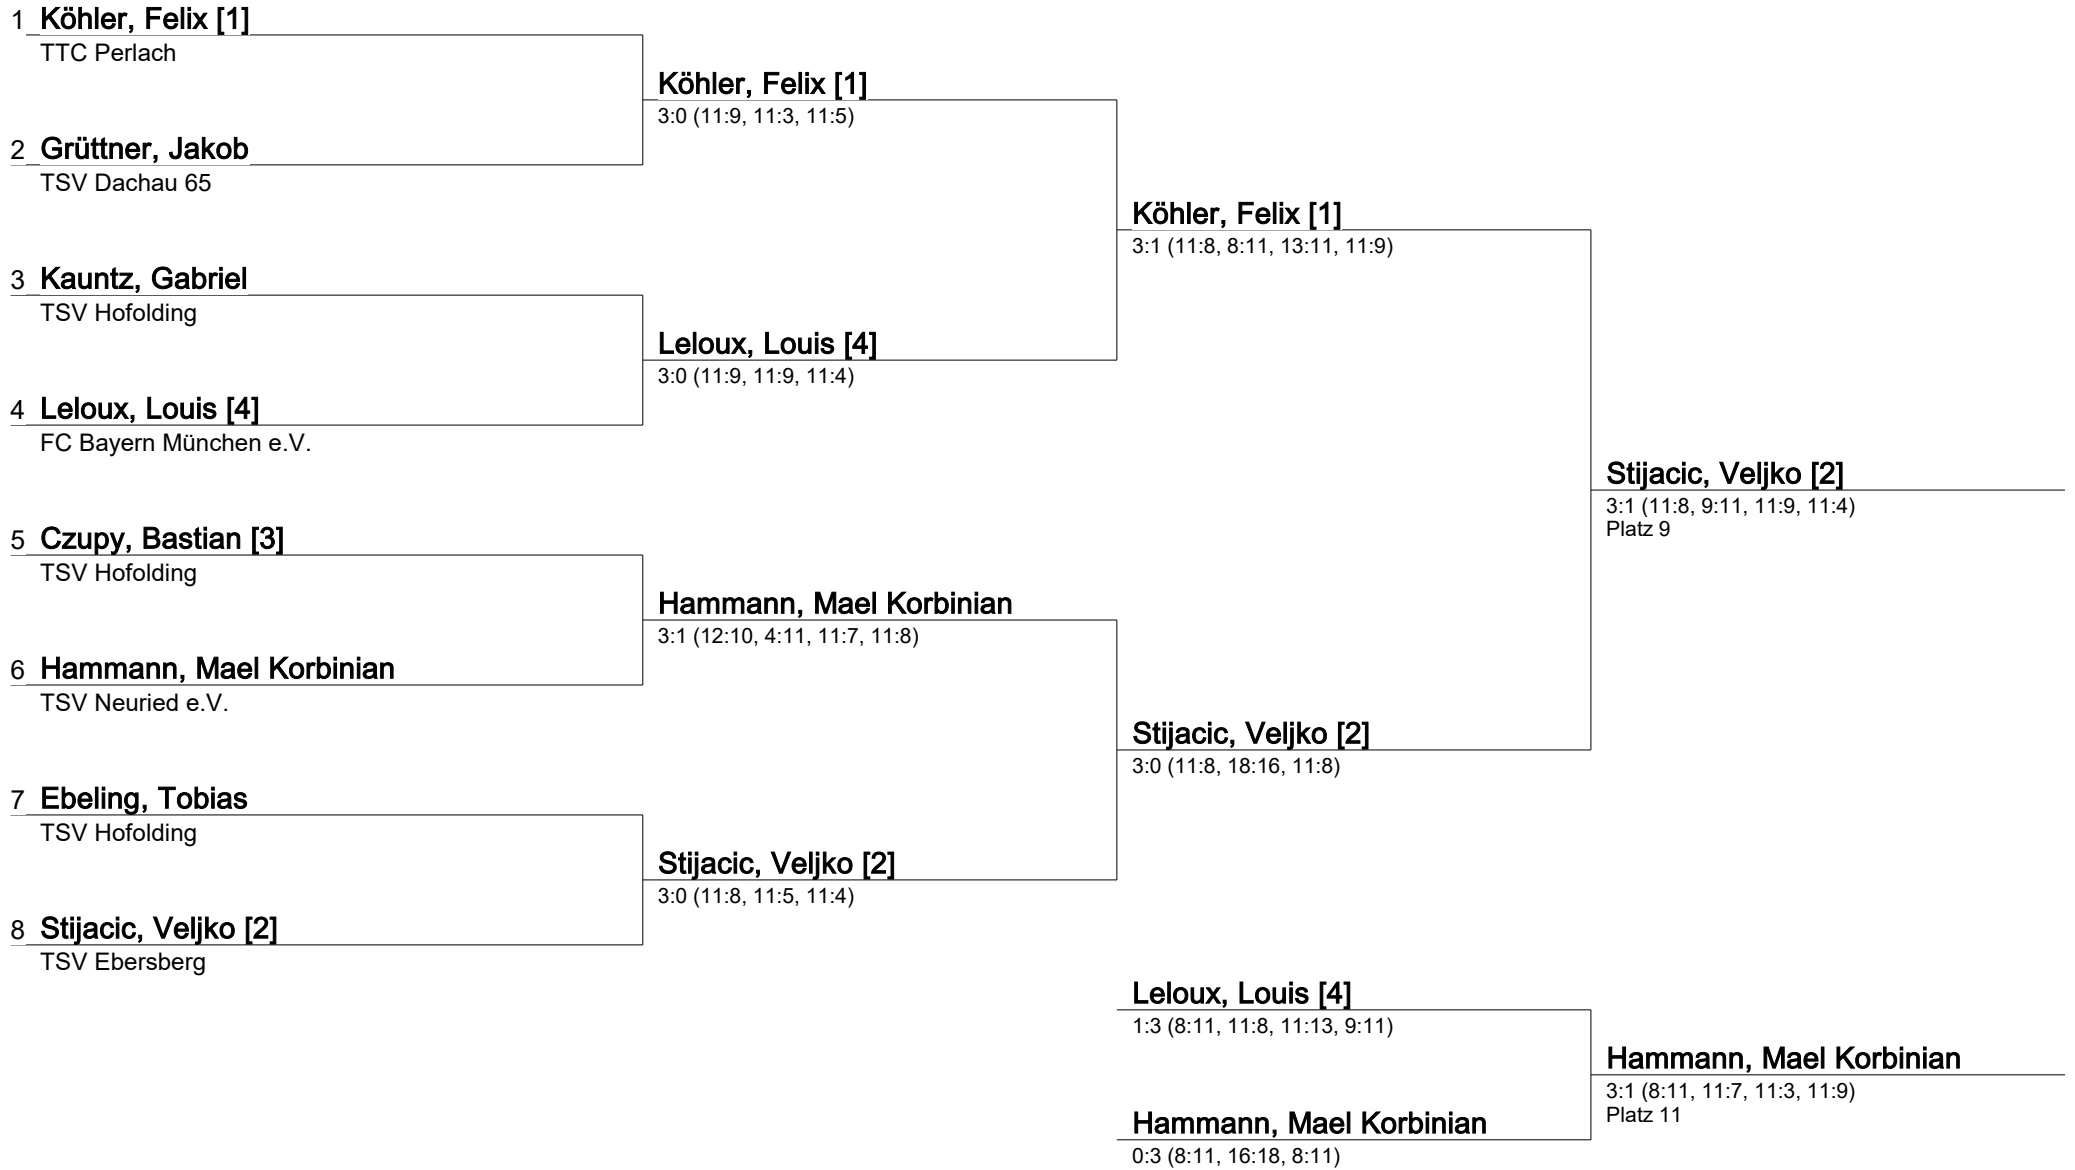 1 Köhler, Felix [1]
TTC Perlach
Köhler, Felix [1]
3:0 (11:9, 11:3, 11:5)
2 Grüttner, Jakob
TSV Dachau 65
Köhler, Felix [1]
3:1 (11:8, 8:11, 13:11, 11:9)
3 Kauntz, Gabriel
TSV Hofolding
Leloux, Louis [4]
3:0 (11:9, 11:9, 11:4)
4 Leloux, Louis [4]
FC Bayern München e.V.
Stijacic, Veljko [2]
3:1 (11:8, 9:11, 11:9, 11:4)
Platz 9
5 Czupy, Bastian [3]
TSV Hofolding
Hammann, Mael Korbinian
3:1 (12:10, 4:11, 11:7, 11:8)
6 Hammann, Mael Korbinian
TSV Neuried e.V.
Stijacic, Veljko [2]
3:0 (11:8, 18:16, 11:8)
7 Ebeling, Tobias
TSV Hofolding
Stijacic, Veljko [2]
3:0 (11:8, 11:5, 11:4)
8 Stijacic, Veljko [2]
TSV Ebersberg
Leloux, Louis [4]
1:3 (8:11, 11:8, 11:13, 9:11)
Hammann, Mael Korbinian
3:1 (8:11, 11:7, 11:3, 11:9)
Platz 11
Hammann, Mael Korbinian
0:3 (8:11, 16:18, 8:11)